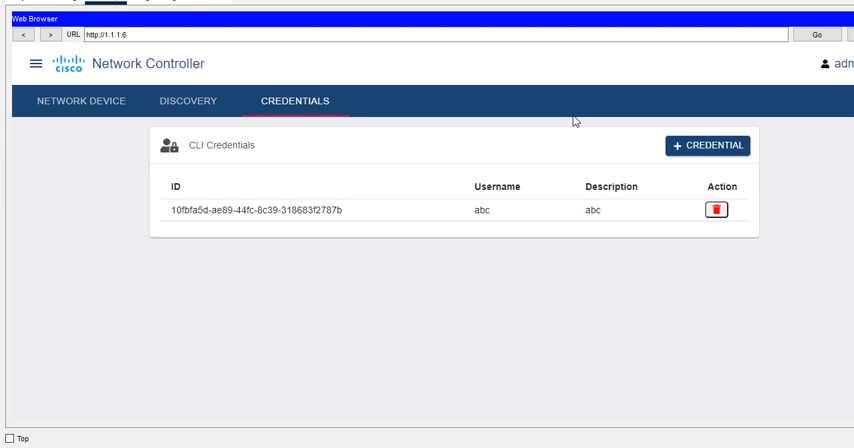 Web Browser
< > URL http://1.1.1.6 Go
CISCO Network Controller adm
NETWORK DEVICE DISCOVERY CREDENTIALS
CLI Credentials + CREDENTIAL
ID Username Description Action
10fbfa5d-ae89-44fc-8c39-318683f2787b abc abc
Top